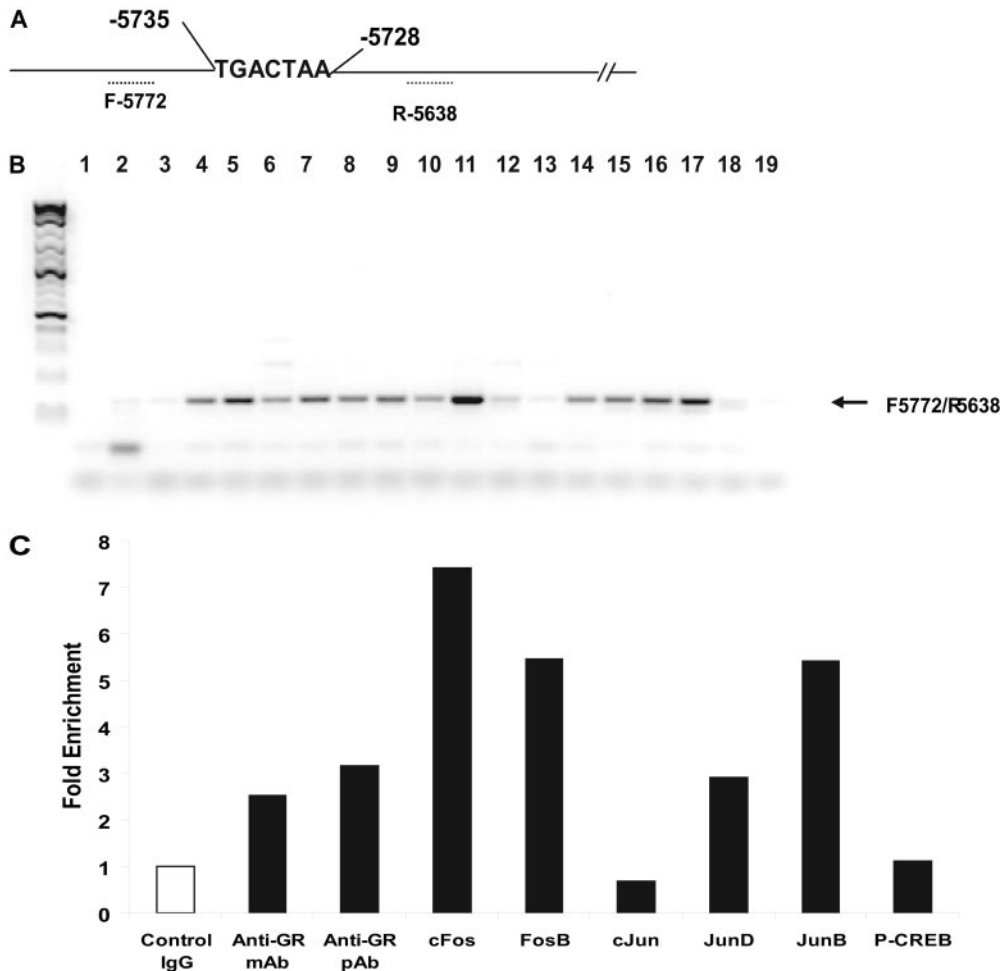 A
-5735
-5728
TGACTAA
F-5772
R-5638
B
1 2 3 4 5 6 7 8 9 10 11 12 13 14 15 16 17 18 19
F5772/R5638
C
8
7
6
5
4
3
2
1
0
Fold Enrichment
Control IgG
Anti-GR mAb
Anti-GR pAb
cFos
FosB
cJun
JunD
JunB
P-CREB